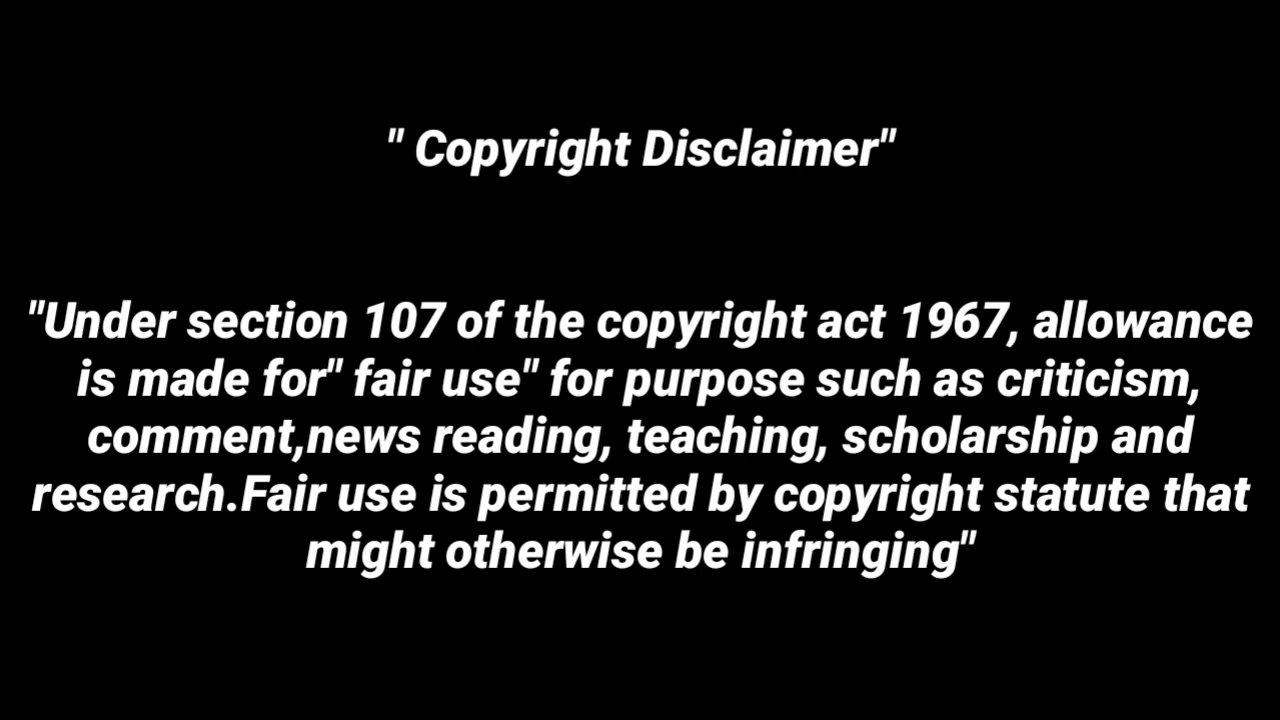 " Copyright Disclaimer"
"Under section 107 of the copyright act 1967, allowance
is made for" fair use" for purpose such as criticism,
comment,news reading, teaching, scholarship and
research.Fair use is permitted by copyright statute that
might otherwise be infringing"